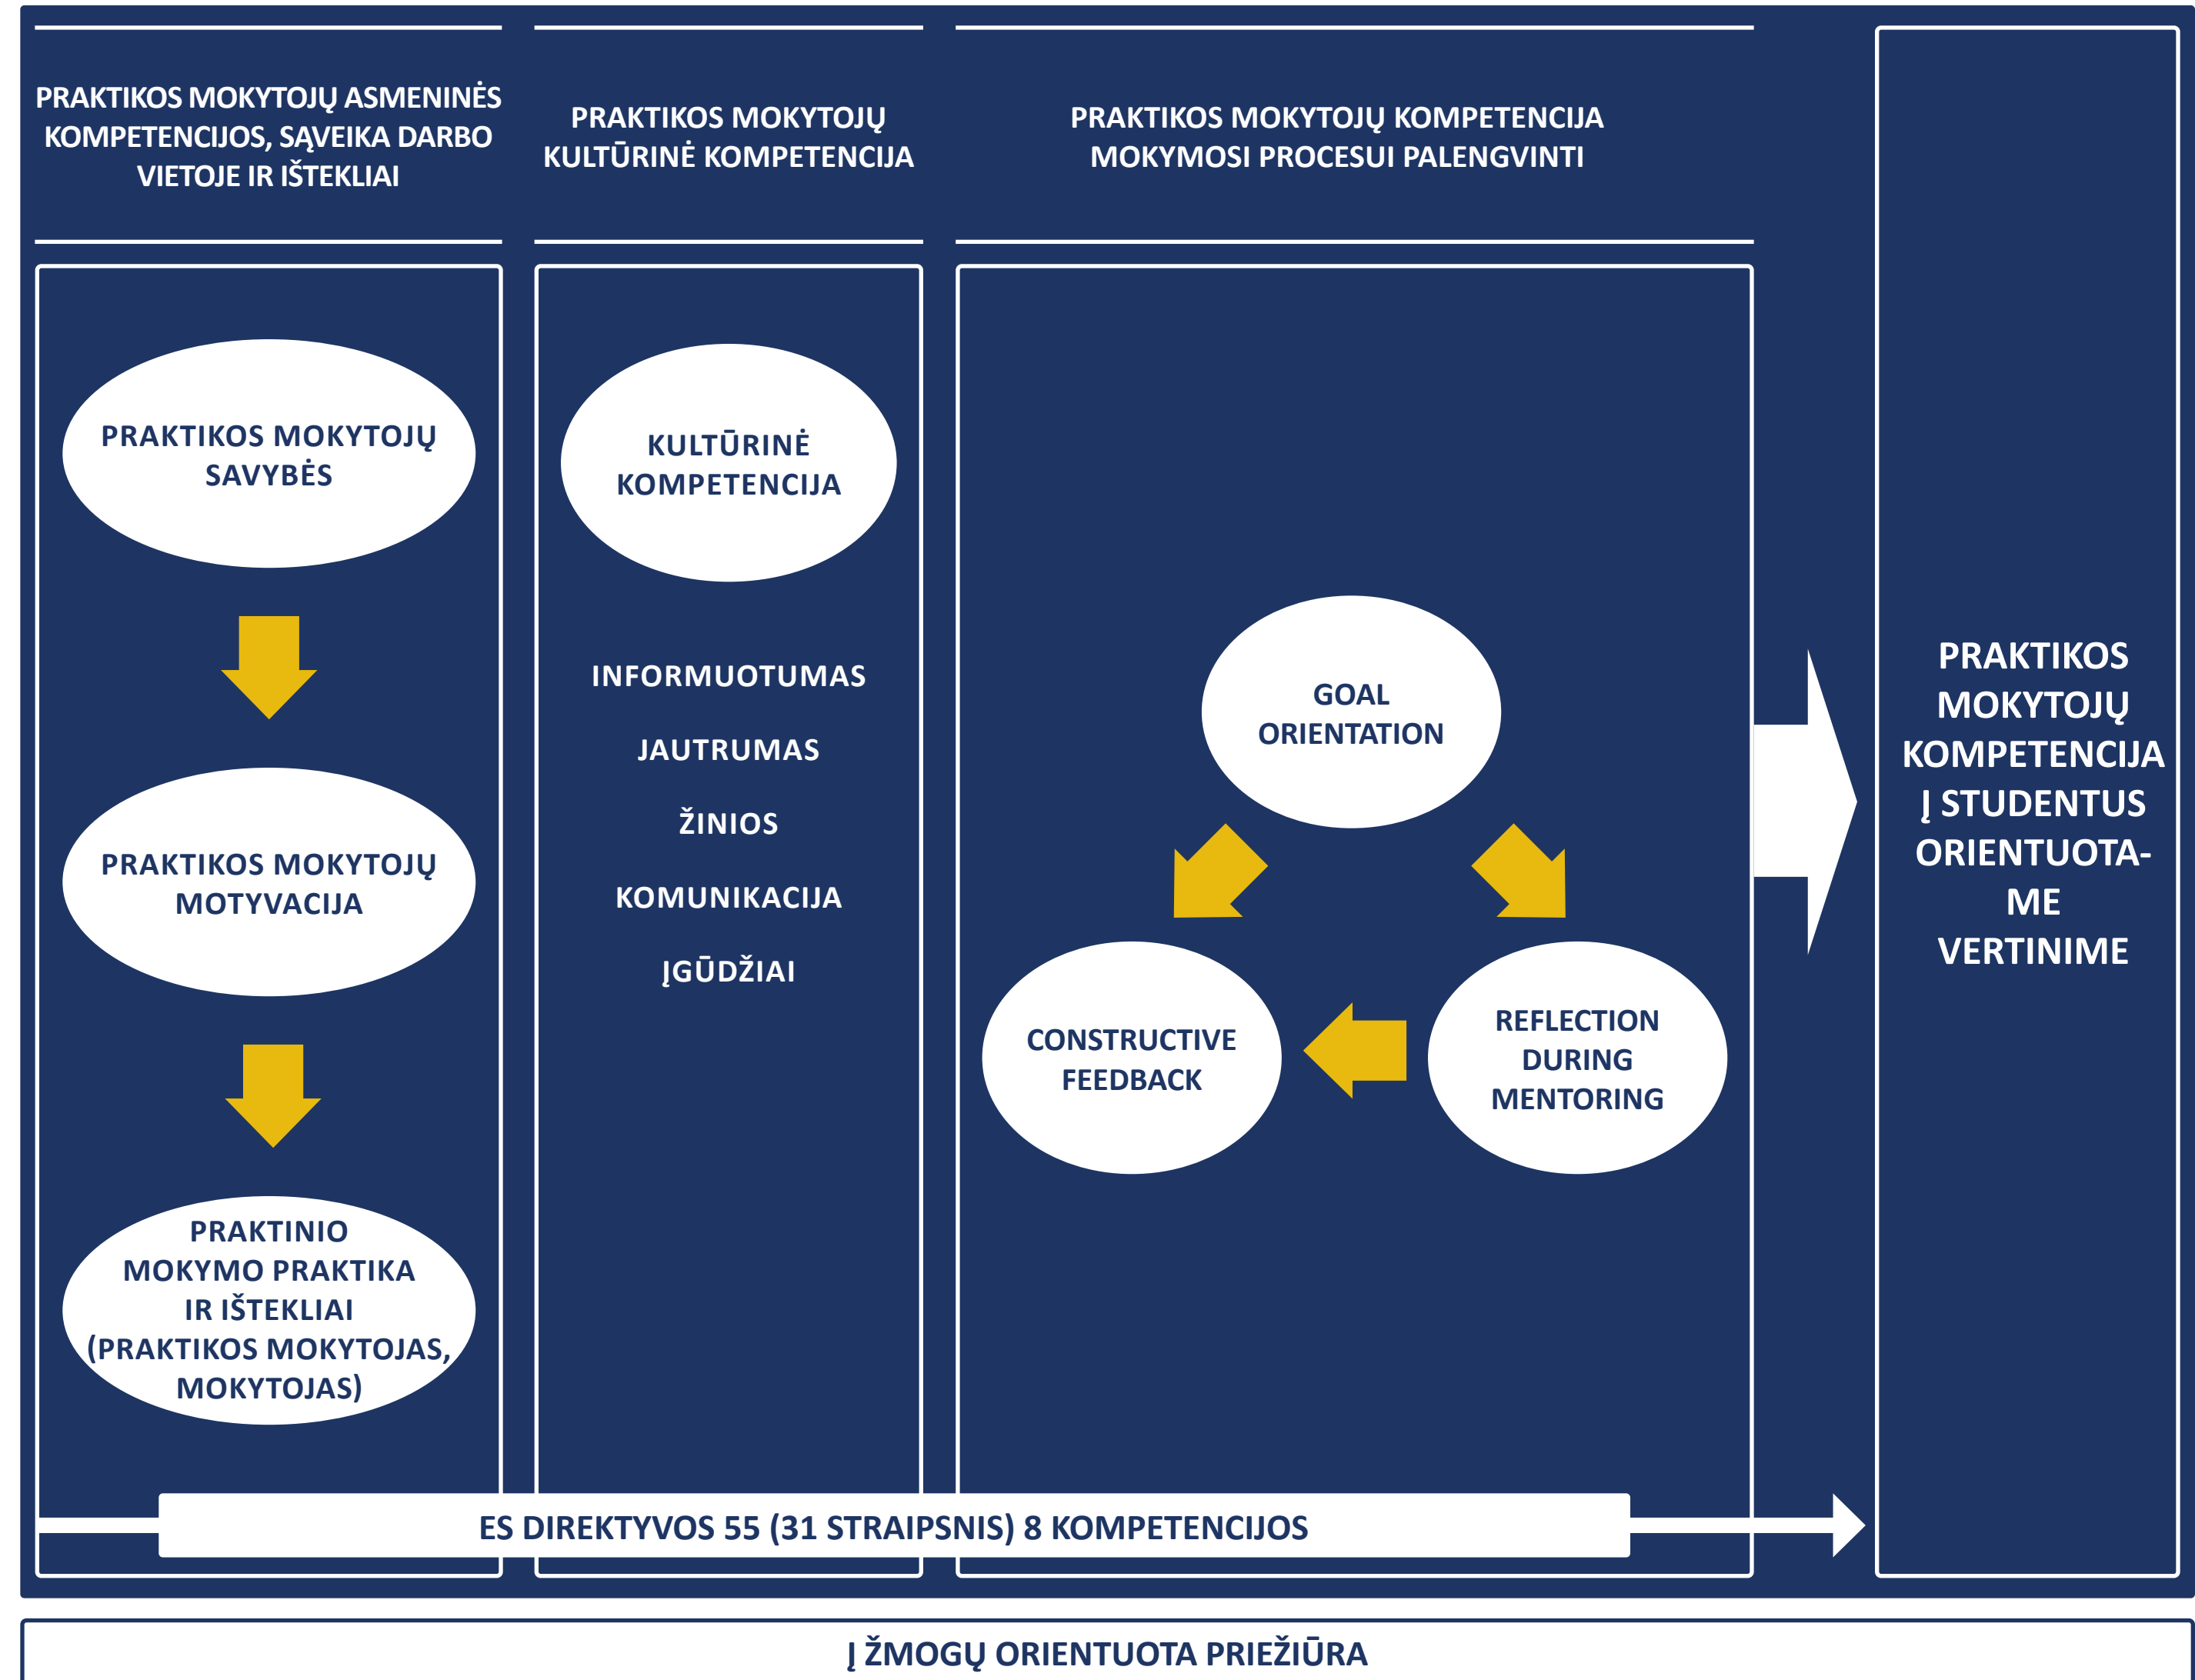 PRAKTIKOS MOKYTOJŲ ASMENINĖS
KOMPETENCIJOS, SĄVEIKA DARBO
VIETOJE IR IŠTEKLIAI
PRAKTIKOS MOKYTOJŲ
KULTŪRINĖ KOMPETENCIJA
PRAKTIKOS MOKYTOJŲ KOMPETENCIJA
MOKYMOSI PROCESUI PALENGVINTI
PRAKTIKOS MOKYTOJŲ
SAVYBĖS
PRAKTIKOS MOKYTOJŲ
MOTYVACIJA
PRAKTINIO
MOKYMO PRAKTIKA
IR IŠTEKLIAI
(PRAKTIKOS MOKYTOJAS,
MOKYTOJAS)
KULTŪRINĖ
KOMPETENCIJA
INFORMUOTUMAS
JAUTRUMAS
ŽINIOS
KOMUNIKACIJA
ĮGŪDŽIAI
GOAL
ORIENTATION
CONSTRUCTIVE
FEEDBACK
REFLECTION
DURING
MENTORING
PRAKTIKOS
MOKYTOJŲ
KOMPETENCIJA
Į STUDENTUS
ORIENTUOTA-
ME
VERTINIME
ES DIREKTYVOS 55 (31 STRAIPSNIS) 8 KOMPETENCIJOS
Į ŽMOGŲ ORIENTUOTA PRIEŽIŪRA